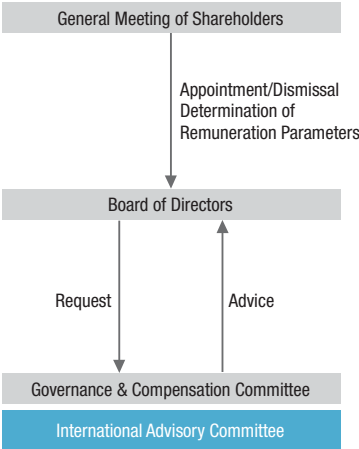 General Meeting of Shareholders
Appointment/Dismissal
Determination of
Remuneration Parameters
Board of Directors
Request
Advice
Governance & Compensation Committee
International Advisory Committee